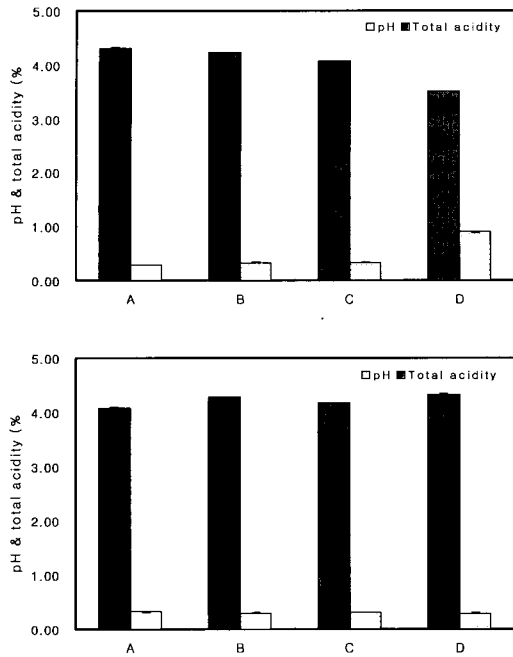 pH & total acidity (%
5.00
4.00
3.00
2.00
1.00
0.00
pH Total acidity
A B C D
pH & total acidity (%
5.00
4.00
3.00
2.00
1.00
0.00
pH Total acidity
A B C D